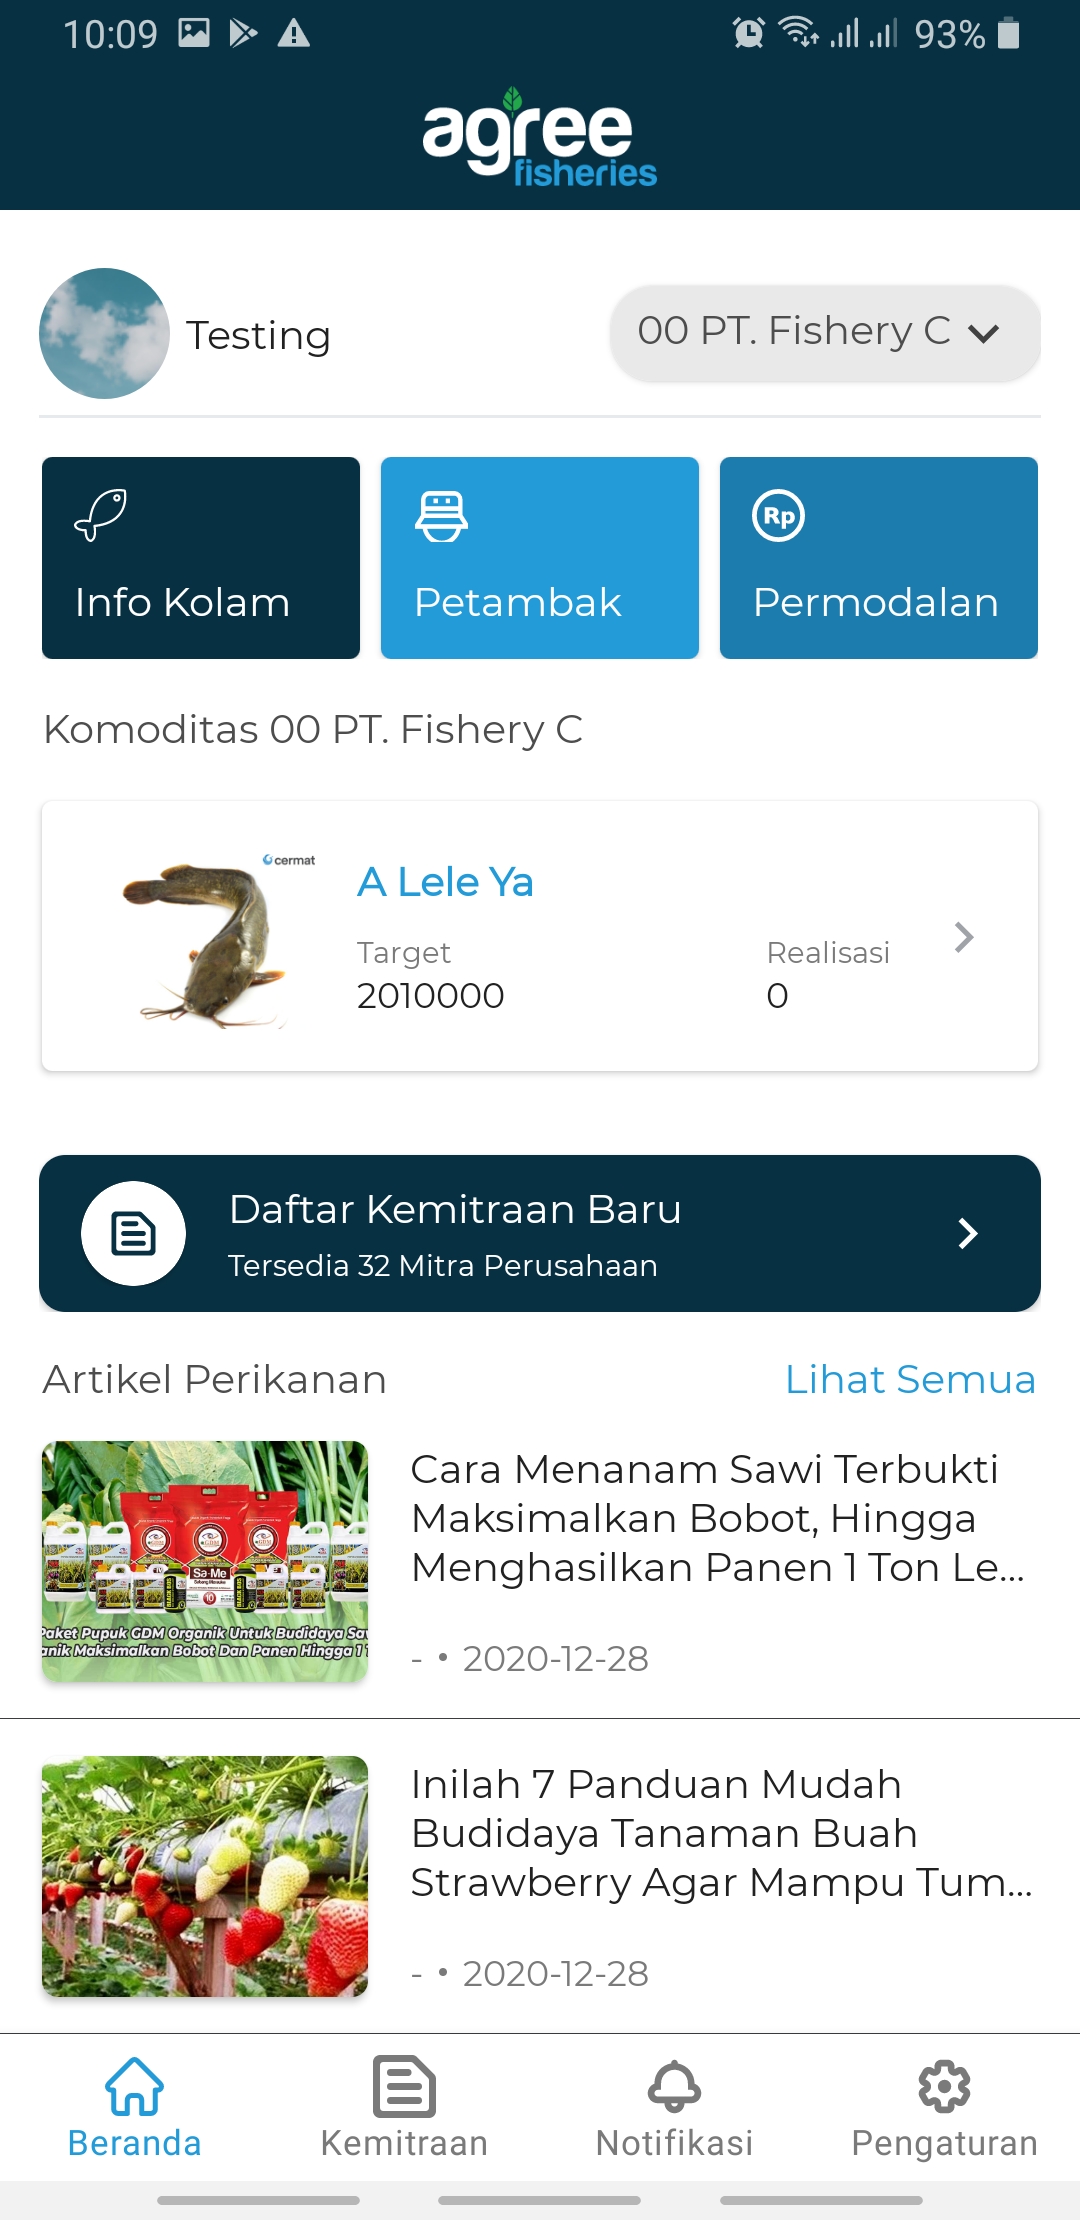 10:09
93%
agree
fisheries
Testing
00 PT. Fishery C
Info Kolam
Petambak
Rp
Permodalan
Komoditas 00 PT. Fishery C
cermat
A Lele Ya
Target
Realisasi
2010000
0
Daftar Kemitraan Baru
Tersedia 32 Mitra Perusahaan
Artikel Perikanan
Lihat Semua
Cara Menanam Sawi Terbukti
Maksimalkan Bobot, Hingga
Menghasilkan Panen 1 Ton Le...
GDM
Sa-Me
10
Paket Pupuk GDM Organik Untuk Budidaya Sa
anik Maksimalkan Bobot Dan Panen Hingga 1
- • 2020-12-28
Inilah 7 Panduan Mudah
Budidaya Tanaman Buah
Strawberry Agar Mampu Tum...
- • 2020-12-28
Beranda
Kemitraan
Notifikasi
Pengaturan